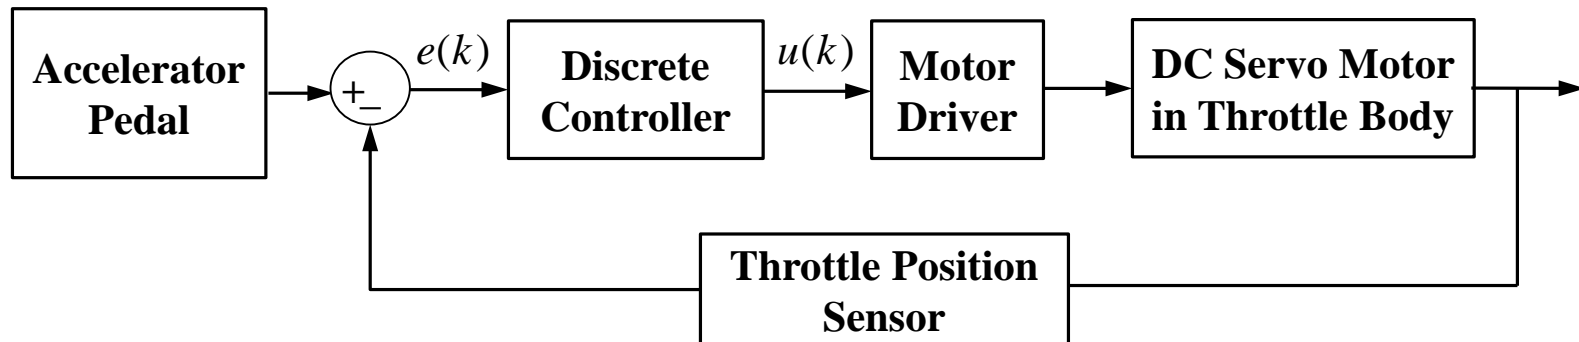 Accelerator
Pedal
+
−
e(k)
Discrete
Controller
u(k)
Motor
Driver
DC Servo Motor
in Throttle Body
Throttle Position
Sensor